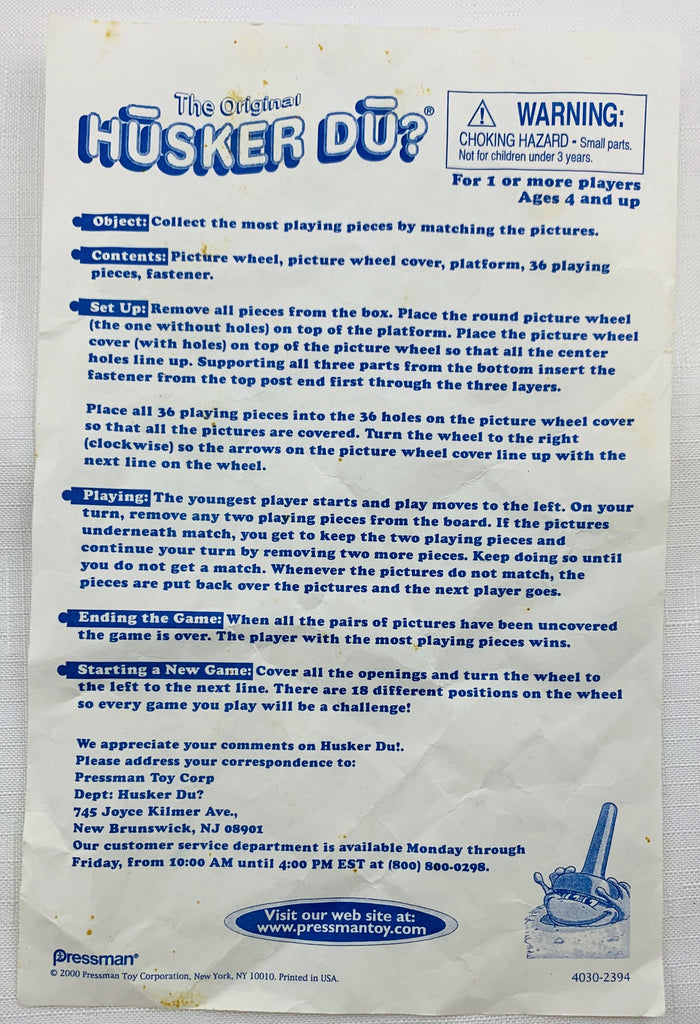 The Original
HŪSKER DŪ?®
⚠ WARNING:
CHOKING HAZARD - Small parts.
Not for children under 3 years.
For 1 or more players
Ages 4 and up
Object: Collect the most playing pieces by matching the pictures.
Contents: Picture wheel, picture wheel cover, platform, 36 playing
pieces, fastener.
Set Up: Remove all pieces from the box. Place the round picture wheel
(the one without holes) on top of the platform. Place the picture wheel
cover (with holes) on top of the picture wheel so that all the center
holes line up. Supporting all three parts from the bottom insert the
fastener from the top post end first through the three layers.
Place all 36 playing pieces into the 36 holes on the picture wheel cover
so that all the pictures are covered. Turn the wheel to the right
(clockwise) so the arrows on the picture wheel cover line up with the
next line on the wheel.
Playing: The youngest player starts and play moves to the left. On your
turn, remove any two playing pieces from the board. If the pictures
underneath match, you get to keep the two playing pieces and
continue your turn by removing two more pieces. Keep doing so until
you do not get a match. Whenever the pictures do not match, the
pieces are put back over the pictures and the next player goes.
Ending the Game: When all the pairs of pictures have been uncovered
the game is over. The player with the most playing pieces wins.
Starting a New Game: Cover all the openings and turn the wheel to
the left to the next line. There are 18 different positions on the wheel
so every game you play will be a challenge!
We appreciate your comments on Husker Du!.
Please address your correspondence to:
Pressman Toy Corp
Dept: Husker Du?
745 Joyce Kilmer Ave.,
New Brunswick, NJ 08901
Our customer service department is available Monday through
Friday, from 10:00 AM until 4:00 PM EST at (800) 800-0298.
Visit our web site at:
www.pressmantoy.com
Pressman®
© 2000 Pressman Toy Corporation, New York, NY 10010. Printed in USA.
4030-2394